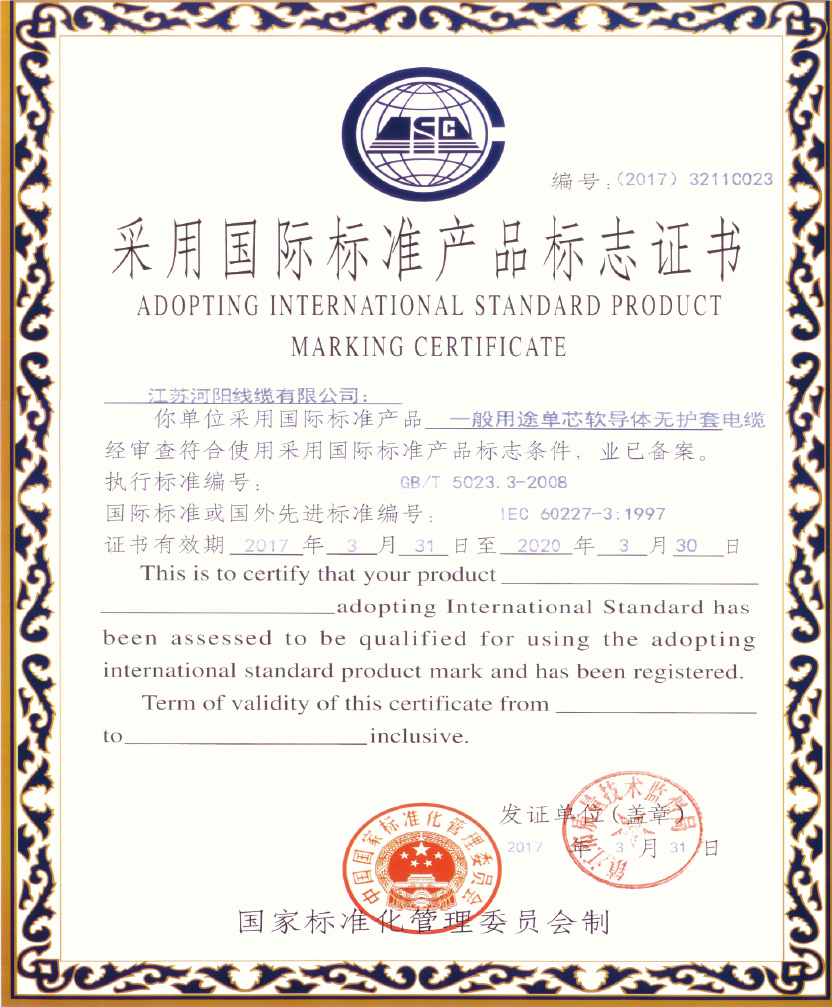 编号：(2017) 3211C023
采用国际标准产品标志证书
ADOPTING INTERNATIONAL STANDARD PRODUCT
MARKING CERTIFICATE
江苏河阳线缆有限公司：
你单位采用国际标准产品 一般用途单芯软导体无护套电缆
经审查符合使用采用国际标准产品标志条件，业已备案。
执行标准编号： GB/T 5023.3-2008
国际标准或国外先进标准编号： IEC 60227-3:1997
证书有效期 2017 年 3 月 31 日至 2020 年 3 月 30 日
This is to certify that your product
adopting International Standard has
been assessed to be qualified for using the adopting
international standard product mark and has been registered.
Term of validity of this certificate from
to inclusive.
发证单位(盖章)
镇江市质量技术监督局
2017 年 3 月 31 日
中国国家标准化管理委员会
国家标准化管理委员会制